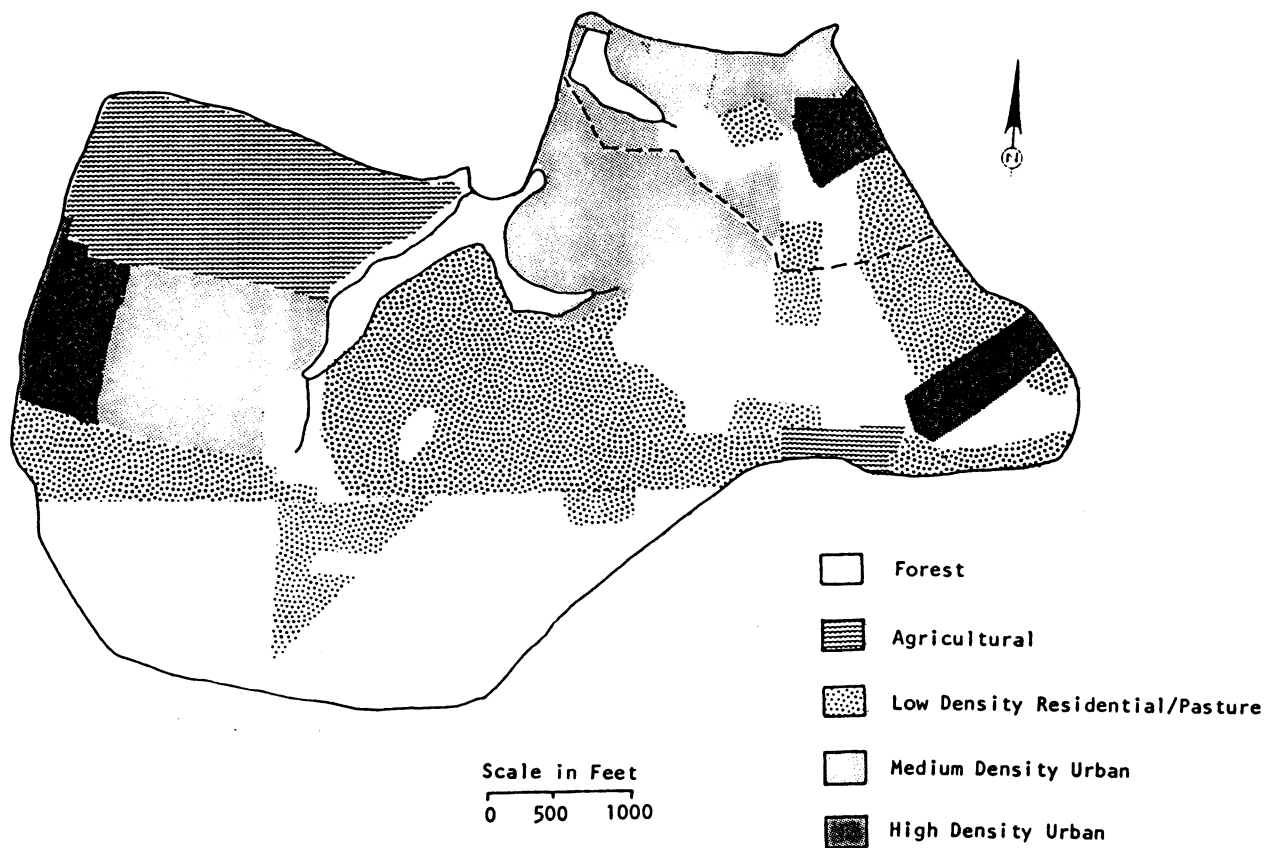 N
Forest
Agricultural
Low Density Residential/Pasture
Medium Density Urban
High Density Urban
Scale in Feet
0 500 1000